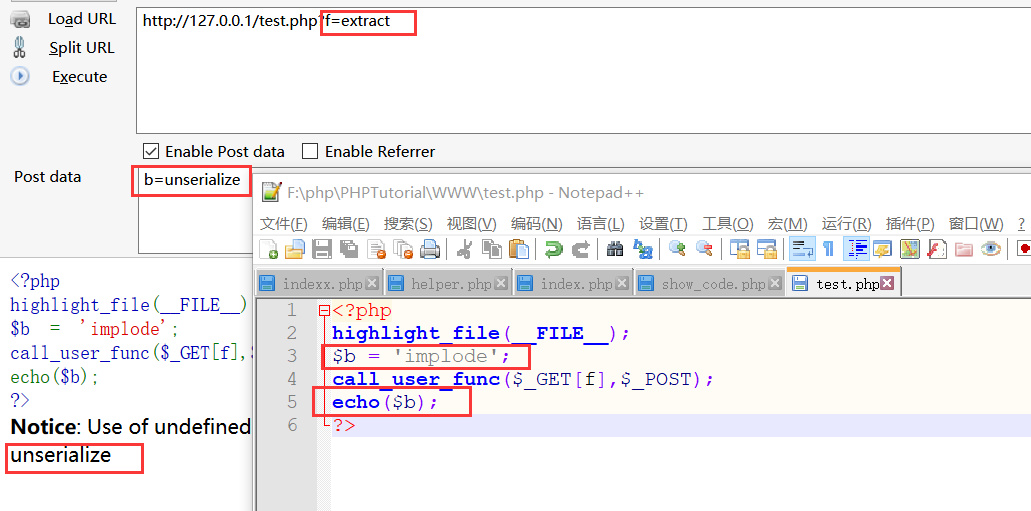 Load URL
http://127.0.0.1/test.php?f=extract
Split URL
Execute
Enable Post data Enable Referrer
Post data
b=unserialize
F:\php\PHPTutorial\WWW\test.php - Notepad++
文件(F) 编辑(E) 搜索(S) 视图(V) 编码(N) 语言(L) 设置(T) 工具(O) 宏(M) 运行(R) 插件(P) 窗口(W) ?
indexx.php helper.php index.php show_code.php test.php
1 <?php
2 highlight_file(__FILE__);
3 $b = 'implode';
4 call_user_func($_GET[f],$_POST);
5 echo($b);
6 ?>
<?php
highlight_file(__FILE__)
$b = 'implode';
call_user_func($_GET[f],$
echo($b);
?>
Notice: Use of undefined
unserialize